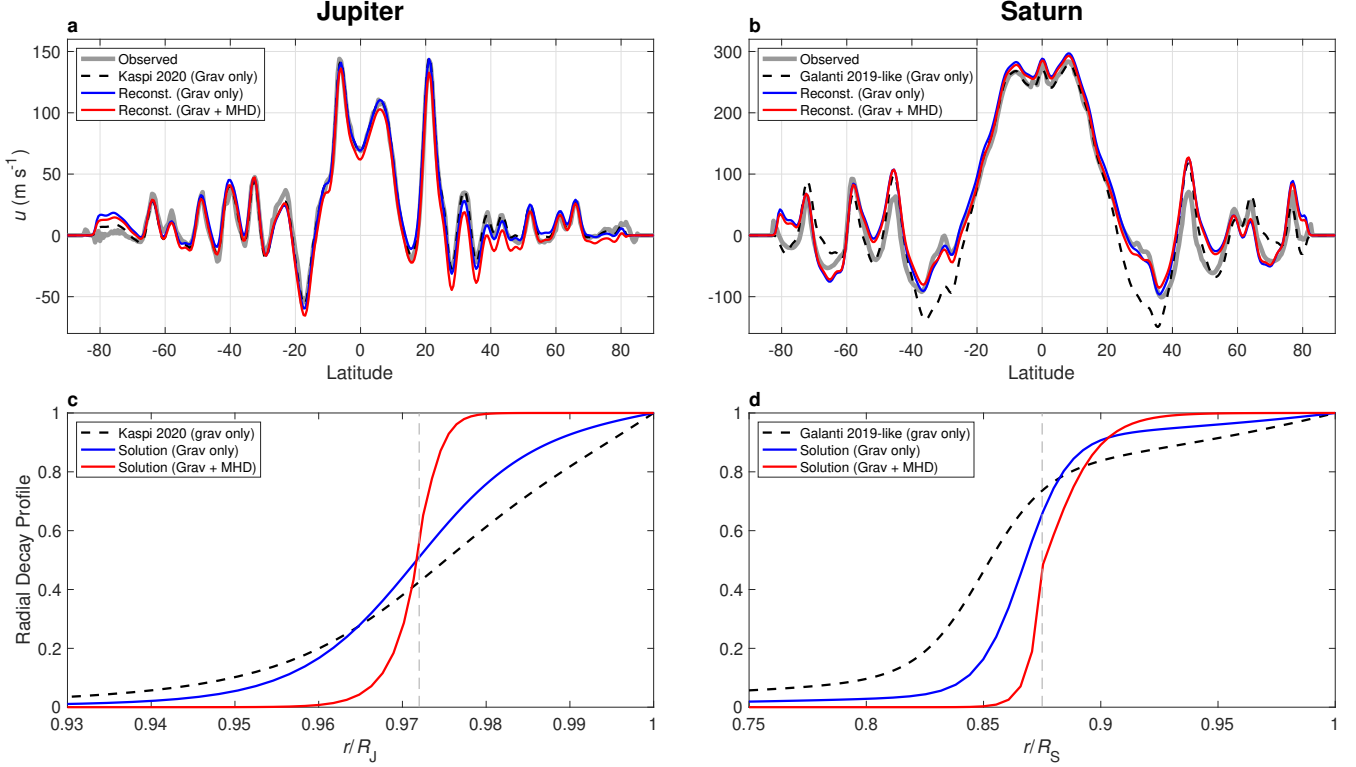 Jupiter
Saturn
a
Observed
Kaspi 2020 (Grav only)
Reconst. (Grav only)
Reconst. (Grav + MHD)
150
100
50
0
-50
u (m s⁻¹)
-80 -60 -40 -20 0 20 40 60 80
Latitude
b
Observed
Galanti 2019-like (Grav only)
Reconst. (Grav only)
Reconst. (Grav + MHD)
300
200
100
0
-100
-80 -60 -40 -20 0 20 40 60 80
Latitude
c
Kaspi 2020 (grav only)
Solution (Grav only)
Solution (Grav + MHD)
1
0.8
0.6
0.4
0.2
0
Radial Decay Profile
0.93 0.94 0.95 0.96 0.97 0.98 0.99 1
r/R_J
d
Galanti 2019-like (grav only)
Solution (Grav only)
Solution (Grav + MHD)
1
0.8
0.6
0.4
0.2
0
0.75 0.8 0.85 0.9 0.95 1
r/R_S